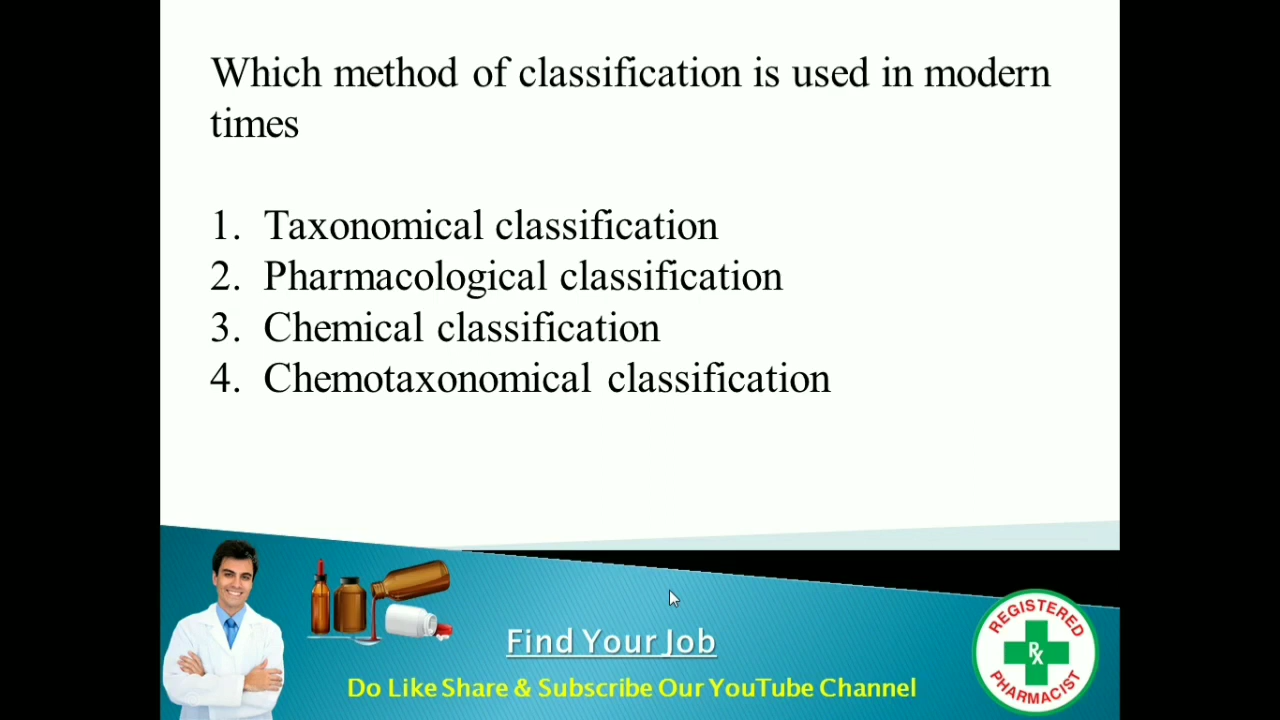 Which method of classification is used in modern
times
1. Taxonomical classification
2. Pharmacological classification
3. Chemical classification
4. Chemotaxonomical classification
Find Your Job
Do Like Share & Subscribe Our YouTube Channel
REGISTERED
Rx
PHARMACIST